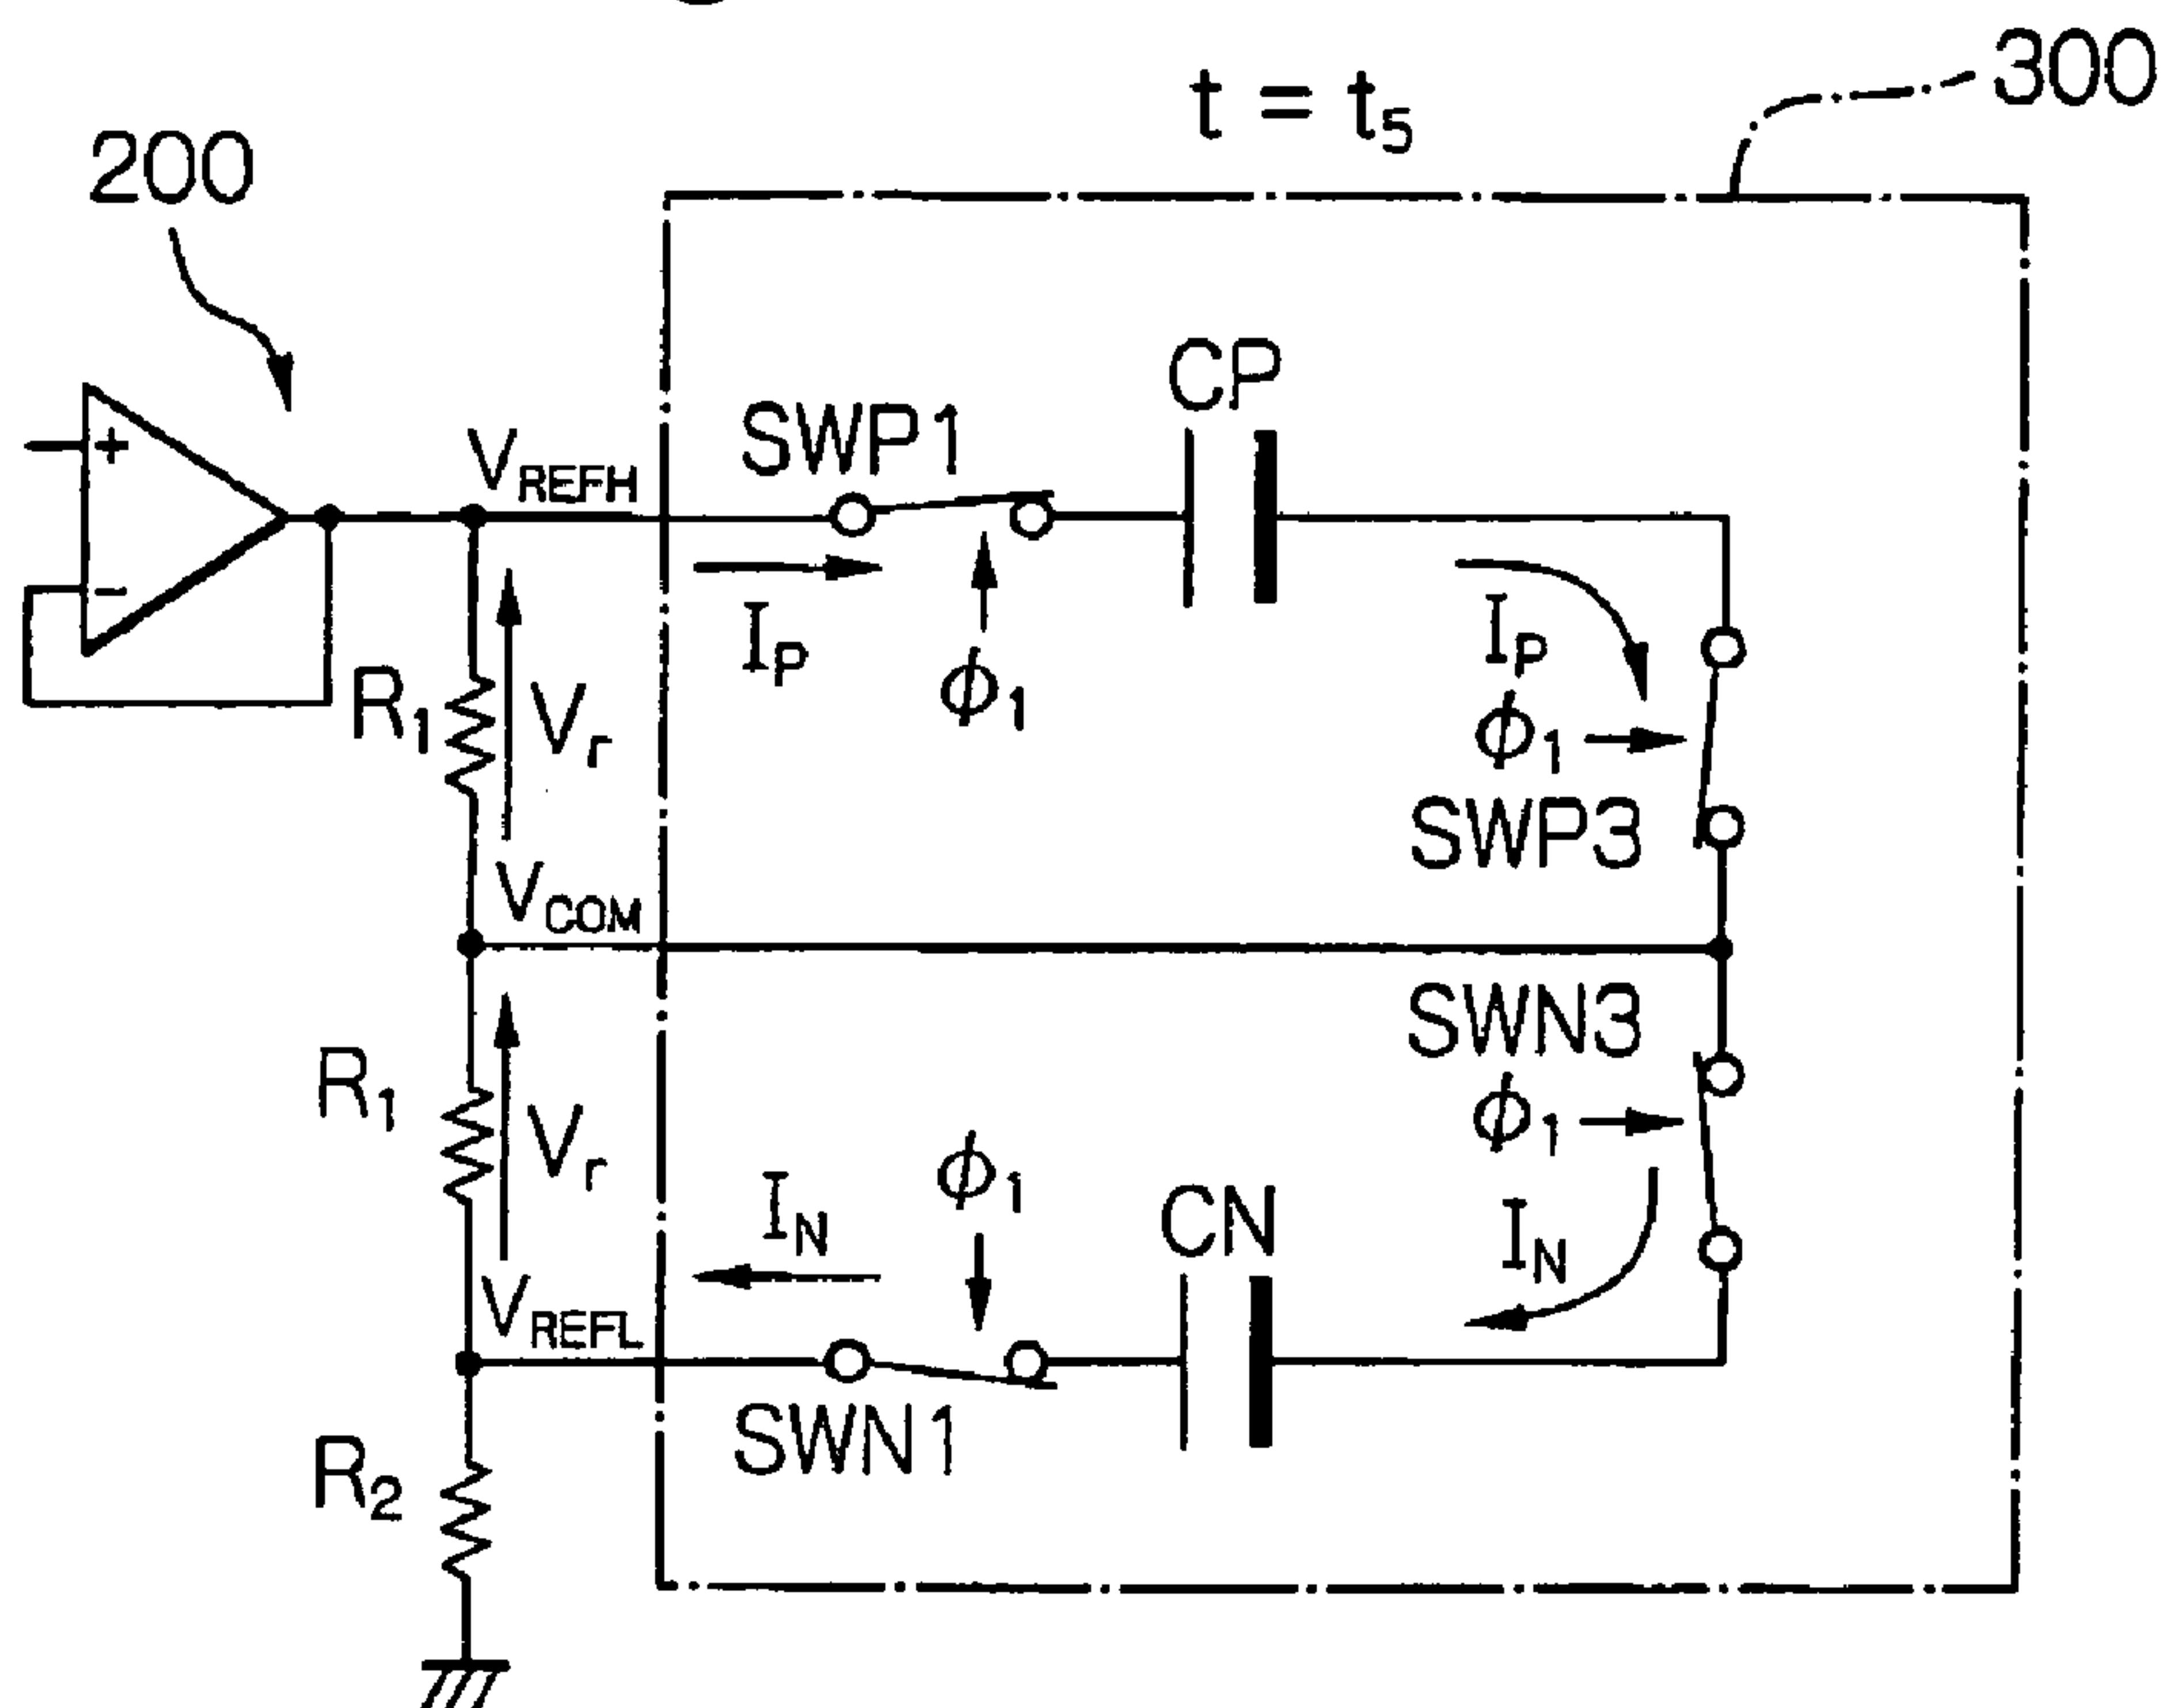 t = t5
300
200
CP
SWP1
+
VREFH
-
IP
IP
R1
Vr
ϕ1
ϕ1
SWP3
VCOM
SWN3
R1
Vr
ϕ1
ϕ1
IN
CN
IN
VREFL
SWN1
R2